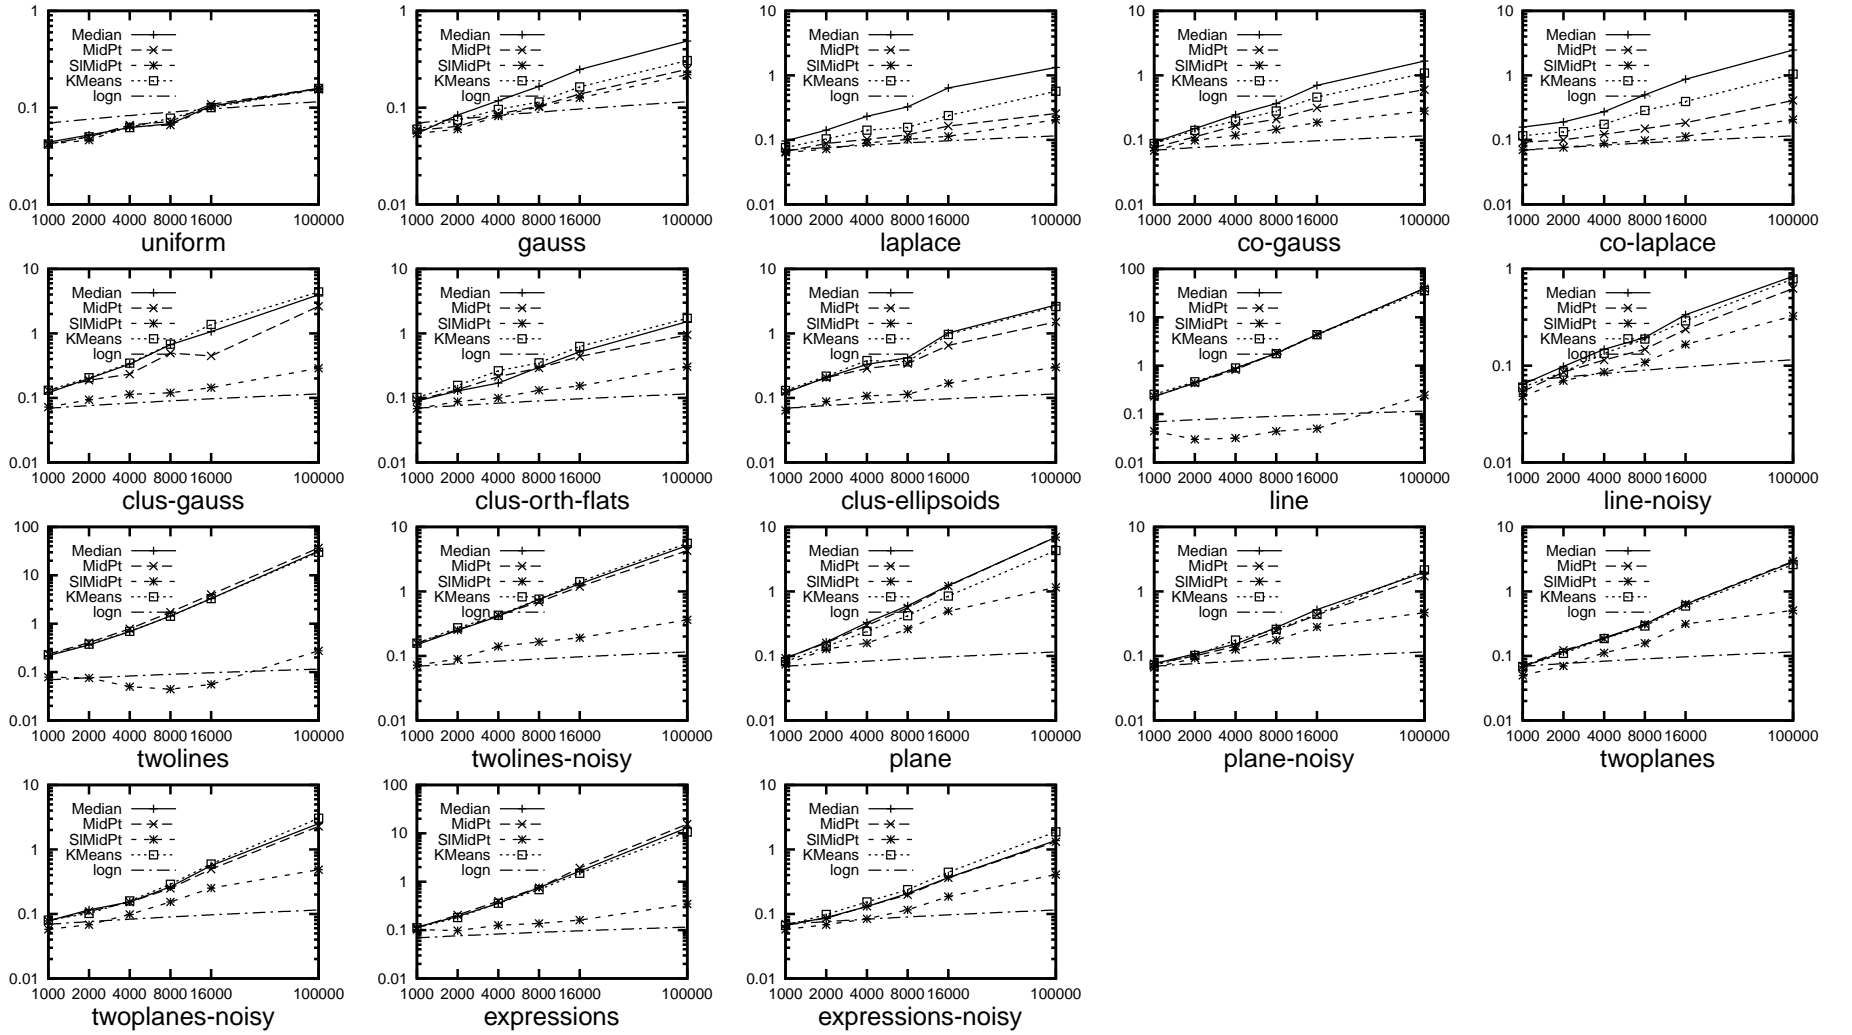 1
0.1
0.01
Median
MidPt
SlMidPt
KMeans
logn
1000 2000 4000 8000 16000 100000
uniform
1
0.1
0.01
Median
MidPt
SlMidPt
KMeans
logn
1000 2000 4000 8000 16000 100000
gauss
10
1
0.1
0.01
Median
MidPt
SlMidPt
KMeans
logn
1000 2000 4000 8000 16000 100000
laplace
10
1
0.1
0.01
Median
MidPt
SlMidPt
KMeans
logn
1000 2000 4000 8000 16000 100000
co-gauss
10
1
0.1
0.01
Median
MidPt
SlMidPt
KMeans
logn
1000 2000 4000 8000 16000 100000
co-laplace
10
1
0.1
0.01
Median
MidPt
SlMidPt
KMeans
logn
1000 2000 4000 8000 16000 100000
clus-gauss
10
1
0.1
0.01
Median
MidPt
SlMidPt
KMeans
logn
1000 2000 4000 8000 16000 100000
clus-orth-flats
10
1
0.1
0.01
Median
MidPt
SlMidPt
KMeans
logn
1000 2000 4000 8000 16000 100000
clus-ellipsoids
100
10
1
0.1
0.01
Median
MidPt
SlMidPt
KMeans
logn
1000 2000 4000 8000 16000 100000
line
1
0.1
0.01
Median
MidPt
SlMidPt
KMeans
logn
1000 2000 4000 8000 16000 100000
line-noisy
100
10
1
0.1
0.01
Median
MidPt
SlMidPt
KMeans
logn
1000 2000 4000 8000 16000 100000
twolines
10
1
0.1
0.01
Median
MidPt
SlMidPt
KMeans
logn
1000 2000 4000 8000 16000 100000
twolines-noisy
10
1
0.1
0.01
Median
MidPt
SlMidPt
KMeans
logn
1000 2000 4000 8000 16000 100000
plane
10
1
0.1
0.01
Median
MidPt
SlMidPt
KMeans
logn
1000 2000 4000 8000 16000 100000
plane-noisy
10
1
0.1
0.01
Median
MidPt
SlMidPt
KMeans
logn
1000 2000 4000 8000 16000 100000
twoplanes
10
1
0.1
0.01
Median
MidPt
SlMidPt
KMeans
logn
1000 2000 4000 8000 16000 100000
twoplanes-noisy
100
10
1
0.1
0.01
Median
MidPt
SlMidPt
KMeans
logn
1000 2000 4000 8000 16000 100000
expressions
10
1
0.1
0.01
Median
MidPt
SlMidPt
KMeans
logn
1000 2000 4000 8000 16000 100000
expressions-noisy